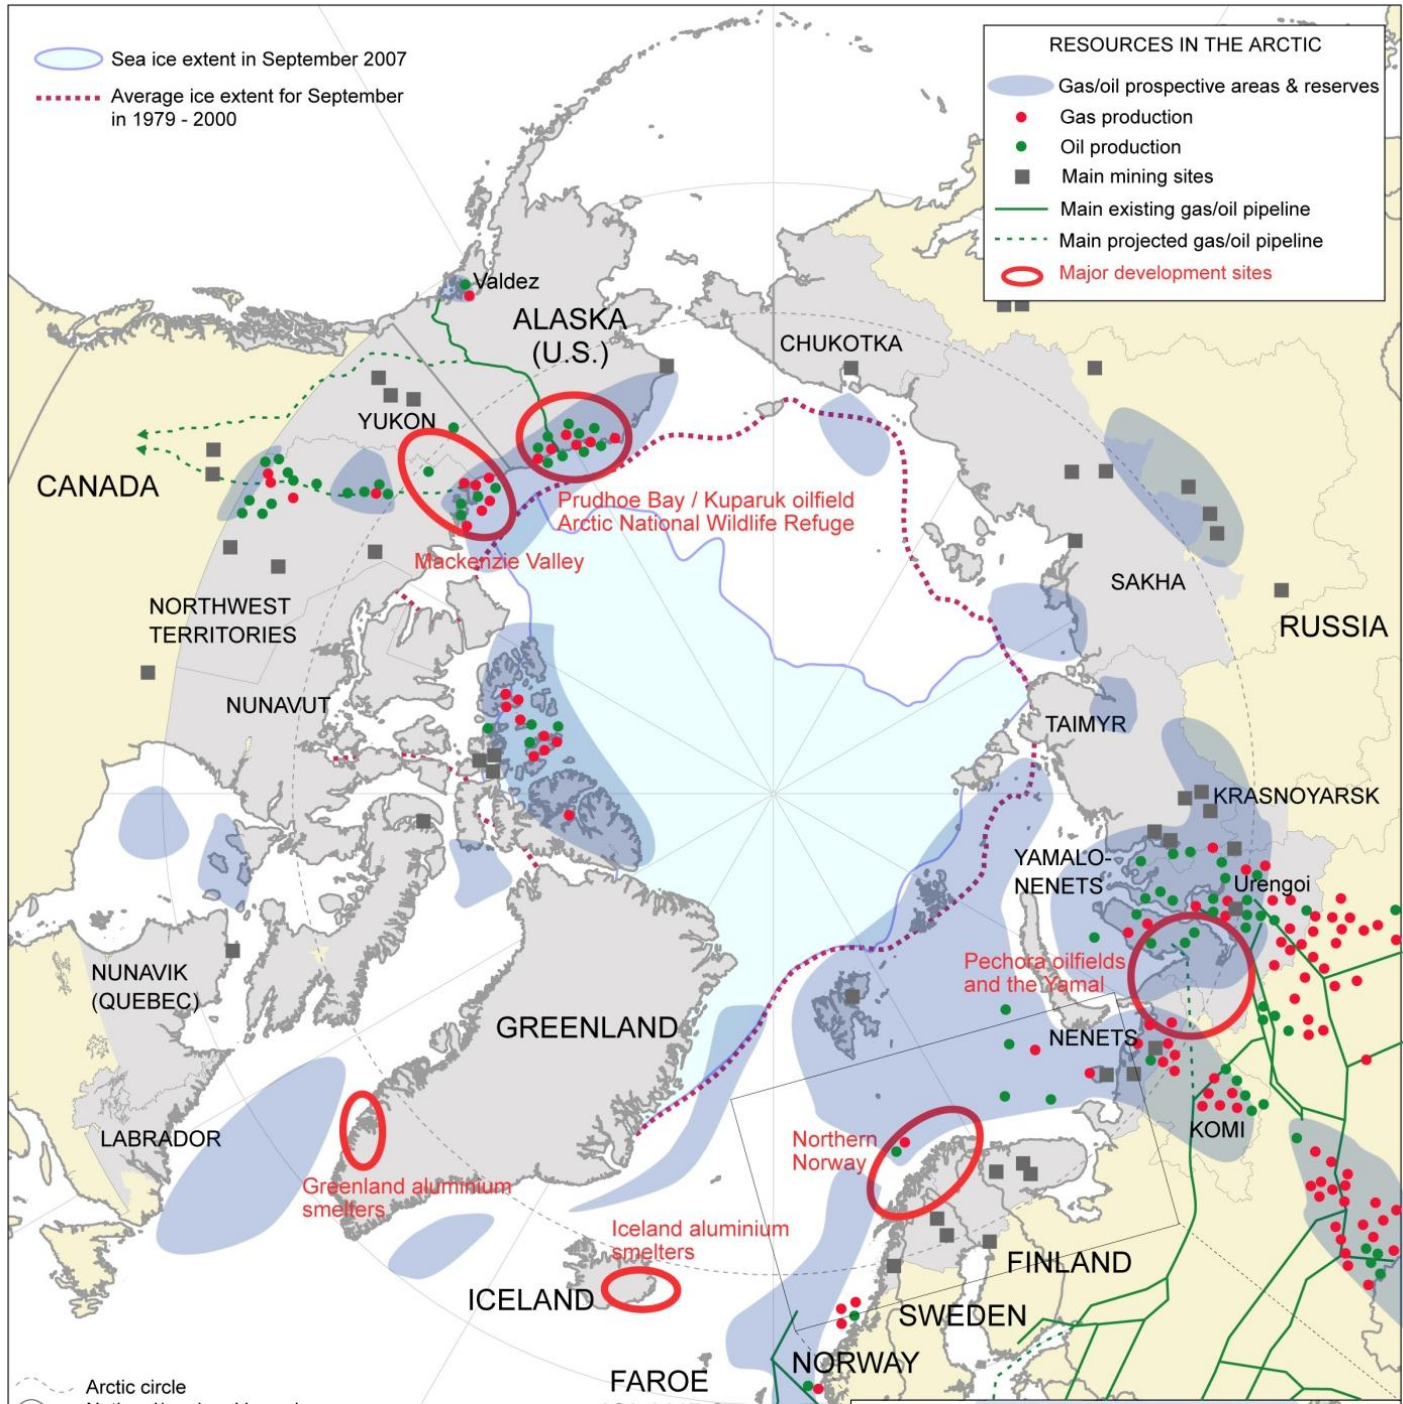 Sea ice extent in September 2007
Average ice extent for September
in 1979 - 2000
RESOURCES IN THE ARCTIC
Gas/oil prospective areas & reserves
Gas production
Oil production
Main mining sites
Main existing gas/oil pipeline
Main projected gas/oil pipeline
Major development sites
Valdez
ALASKA
(U.S.)
CHUKOTKA
YUKON
CANADA
Prudhoe Bay / Kuparuk oilfield
Arctic National Wildlife Refuge
Mackenzie Valley
SAKHA
RUSSIA
NORTHWEST
TERRITORIES
NUNAVUT
TAIMYR
KRASNOYARSK
YAMALO-
NENETS
Urengoi
Pechora oilfields
and the Yamal
NUNAVIK
(QUEBEC)
GREENLAND
NENETS
LABRADOR
KOMI
Northern
Norway
Greenland aluminium
smelters
Iceland aluminium
smelters
FINLAND
ICELAND
SWEDEN
NORWAY
FAROE
Arctic circle